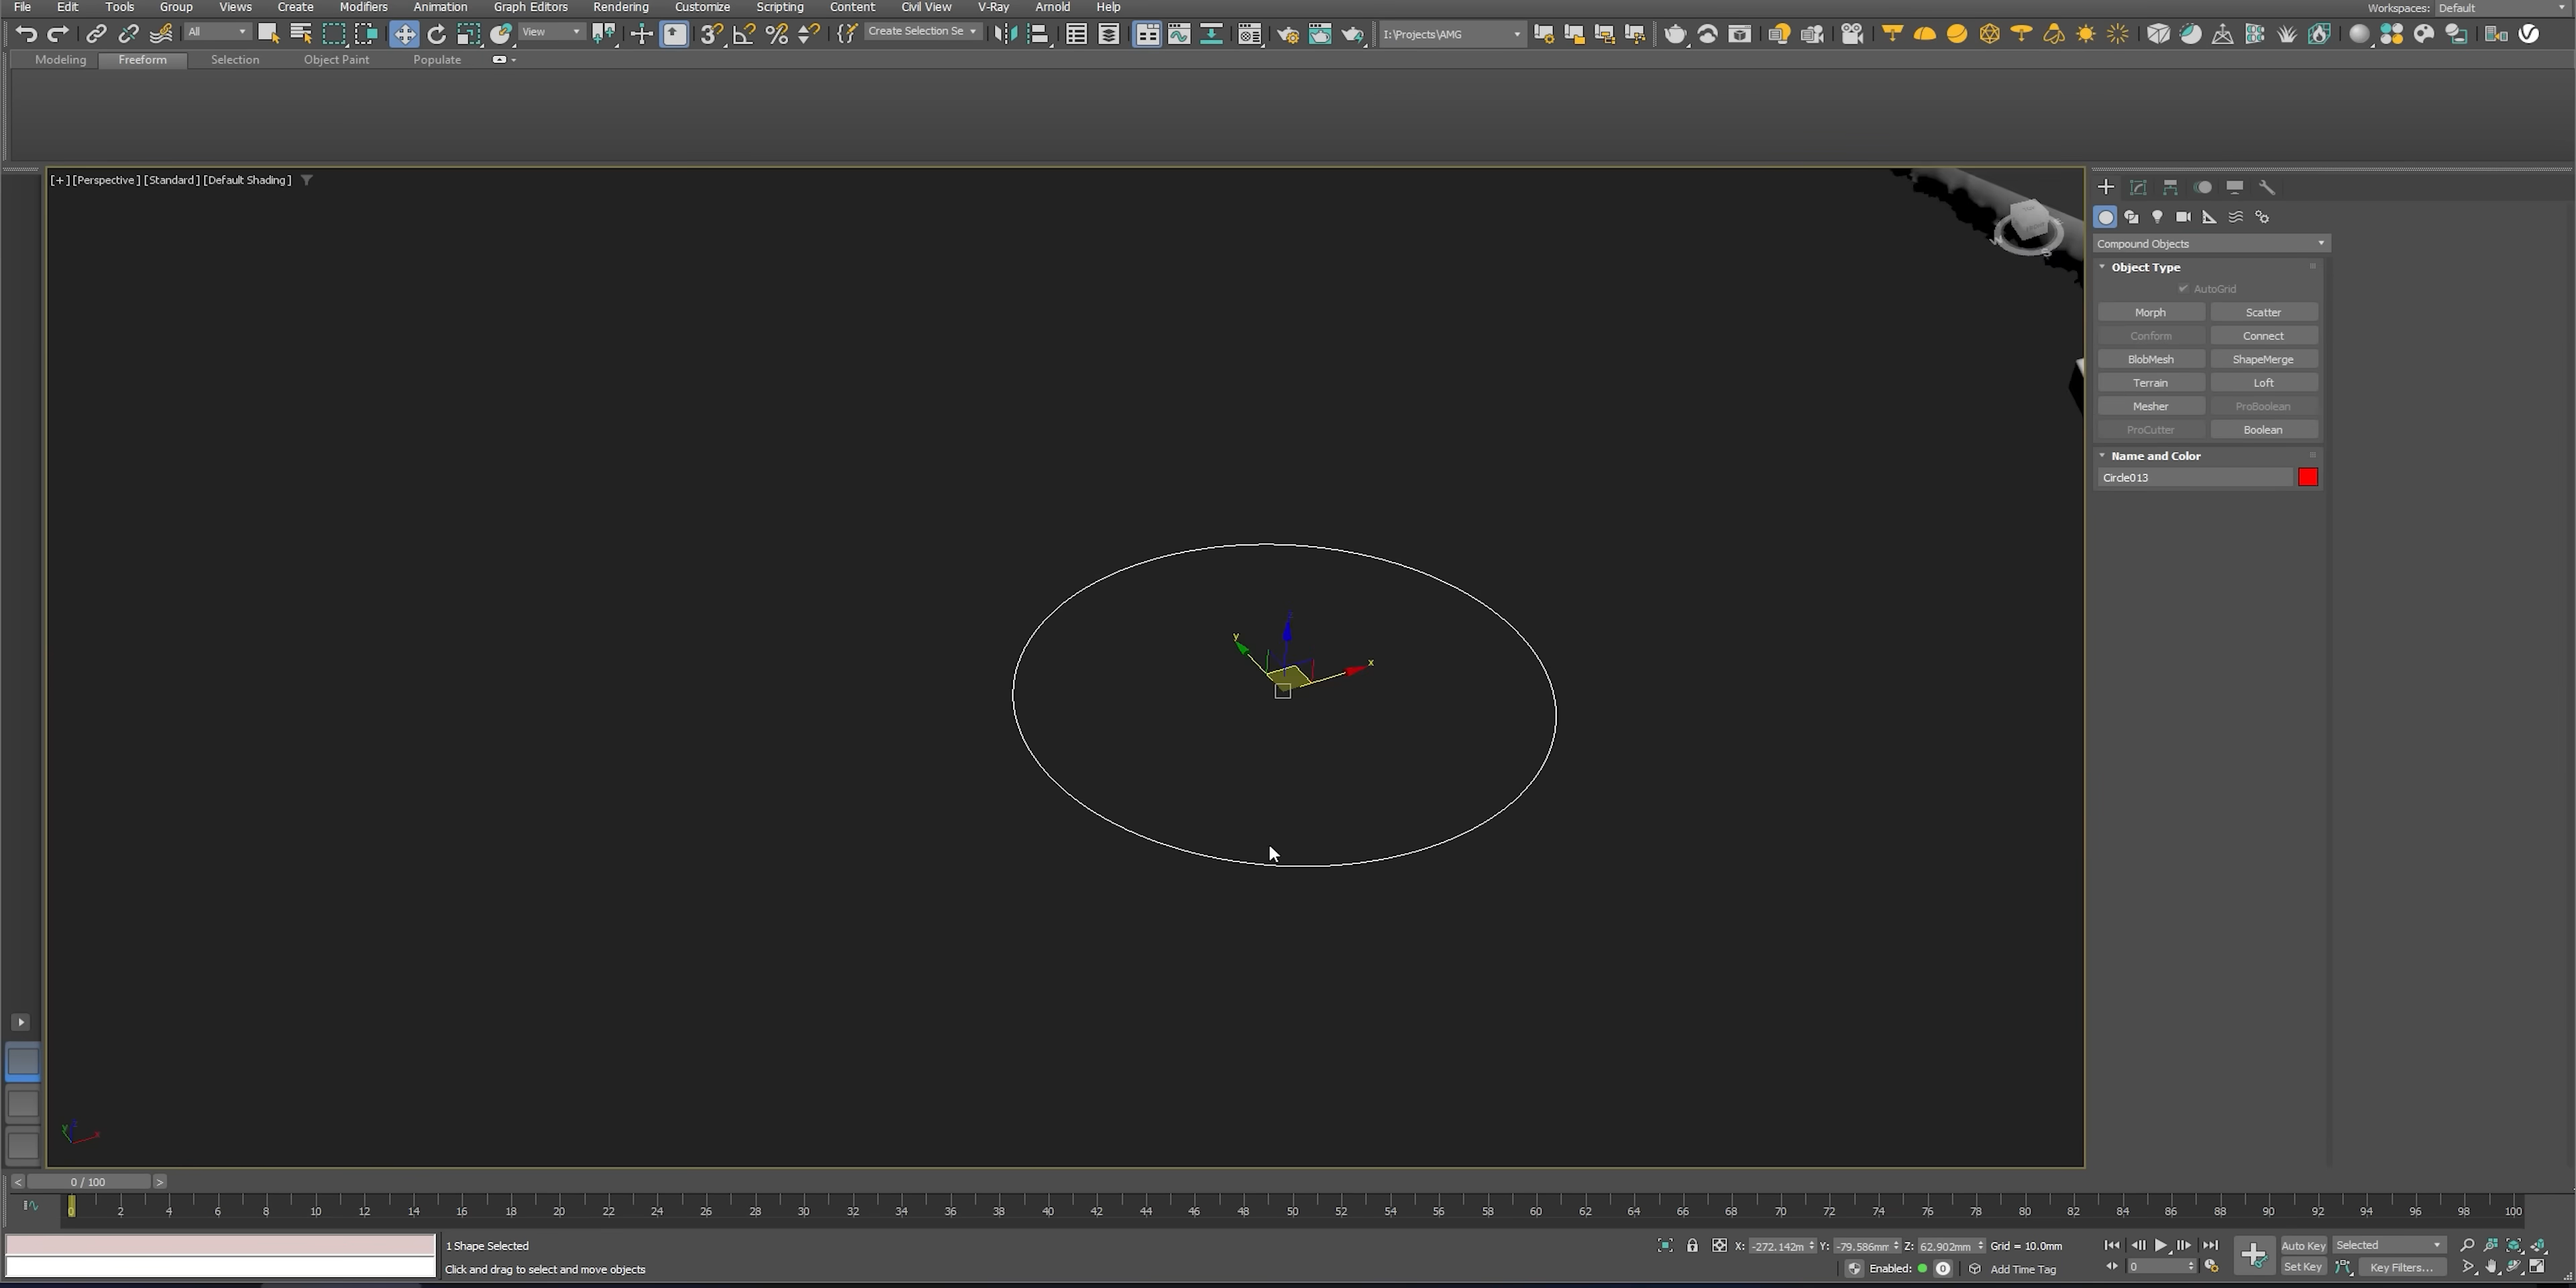 File Edit Tools Group Views Create Modifiers Animation Graph Editors Rendering Customize Scripting Content Civil View V-Ray Arnold Help Workspaces: Default
All View Create Selection Se I:\Projects\AMG
Modeling Freeform Selection Object Paint Populate
[+] [Perspective] [Standard] [Default Shading]
Compound Objects
Object Type
AutoGrid
Morph Scatter
Conform Connect
BlobMesh ShapeMerge
Terrain Loft
Mesher ProBoolean
ProCutter Boolean
Name and Color
Circle013
y x
y z x
< 0 / 100 >
0 2 4 6 8 10 12 14 16 18 20 22 24 26 28 30 32 34 36 38 40 42 44 46 48 50 52 54 56 58 60 62 64 66 68 70 72 74 76 78 80 82 84 86 88 90 92 94 96 98 100
1 Shape Selected X: -272.142m Y: -79.586mm Z: 62.902mm Grid = 10.0mm Auto Key Selected
Click and drag to select and move objects Enabled: 0 Add Time Tag 0 Set Key Key Filters...